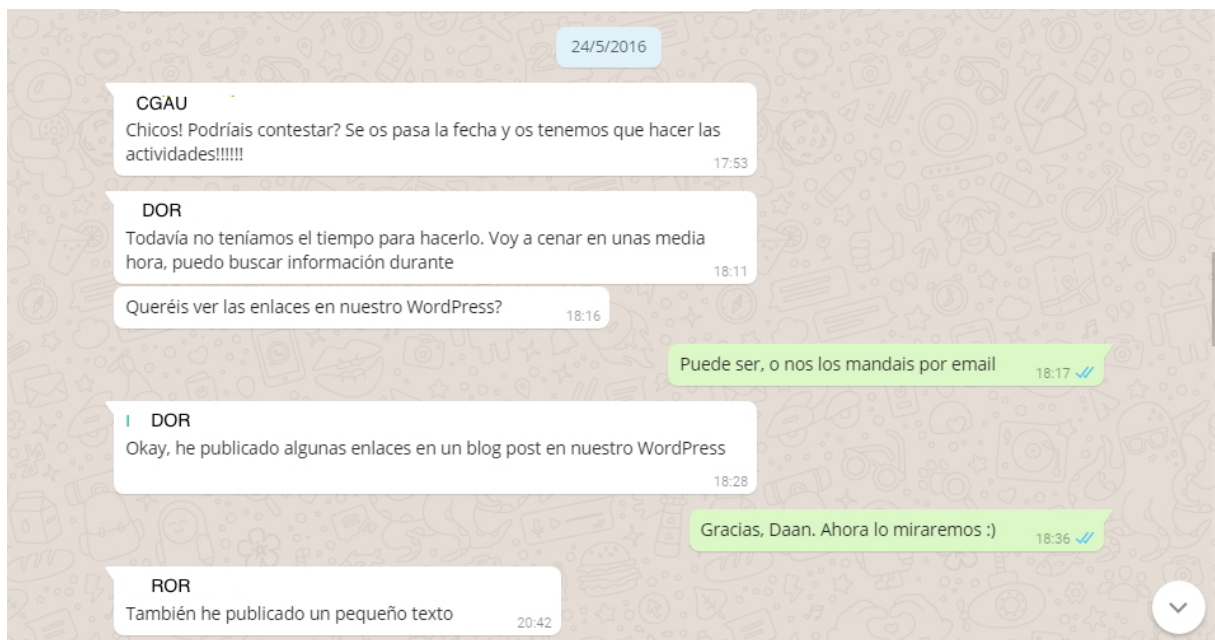 24/5/2016
CGAU
Chicos! Podríais contestar? Se os pasa la fecha y os tenemos que hacer las
actividades!!!!!!
17:53
DOR
Todavía no teníamos el tiempo para hacerlo. Voy a cenar en unas media
hora, puedo buscar información durante
18:11
Queréis ver las enlaces en nuestro WordPress?
18:16
Puede ser, o nos los mandais por email
18:17
DOR
Okay, he publicado algunas enlaces en un blog post en nuestro WordPress
18:28
Gracias, Daan. Ahora lo miraremos :)
18:36
ROR
También he publicado un pequeño texto
20:42